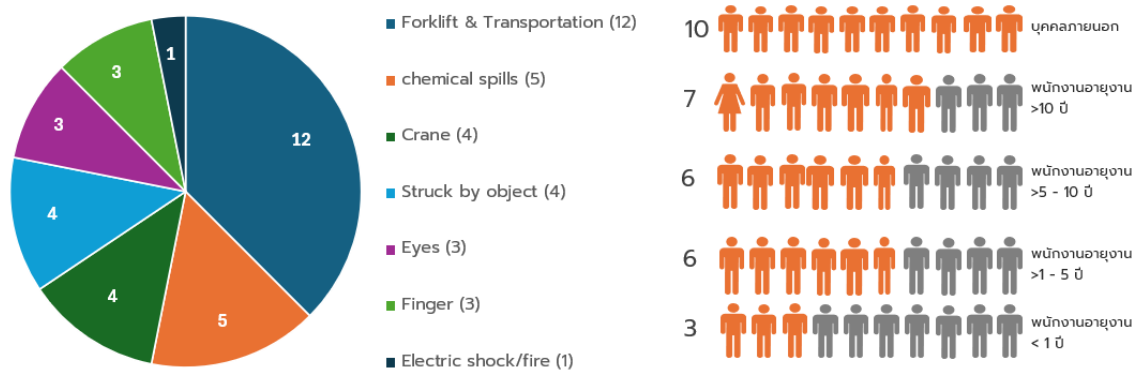 12
5
4
4
3
3
1
Forklift & Transportation (12)
chemical spills (5)
Crane (4)
Struck by object (4)
Eyes (3)
Finger (3)
Electric shock/fire (1)
10
บุคคลภายนอก
7
พนักงานอายุงาน
>10 ปี
6
พนักงานอายุงาน
>5 - 10 ปี
6
พนักงานอายุงาน
>1 - 5 ปี
3
พนักงานอายุงาน
< 1 ปี